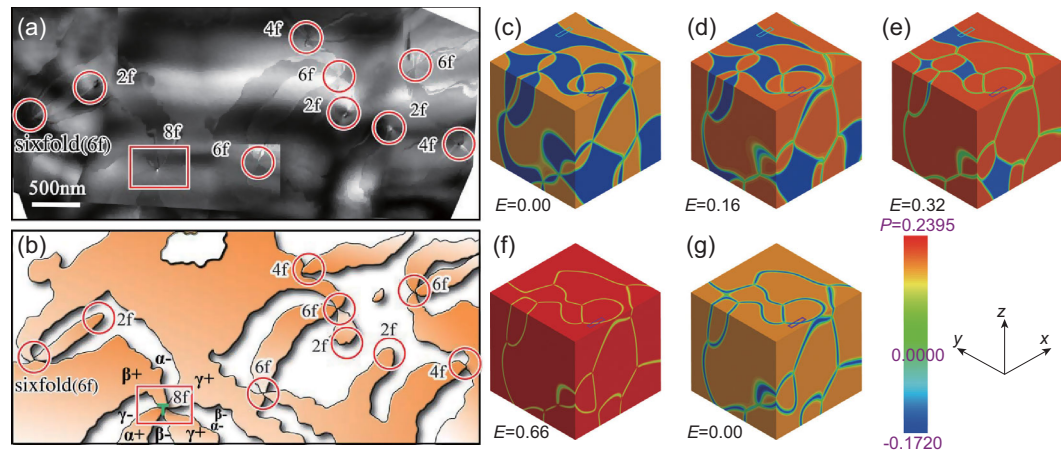 (a)
4f
6f
6f
2f
2f
2f
4f
sixfold(6f)
8f
6f
500nm
(b)
4f
6f
6f
2f
2f
2f
4f
sixfold(6f)
6f
α-
β+
γ+
8f
γ-
α+
β-
γ+
β-
α-
(c)
E=0.00
(d)
E=0.16
(e)
E=0.32
P=0.2395
0.0000
-0.1720
(f)
E=0.66
(g)
E=0.00
z
y
x